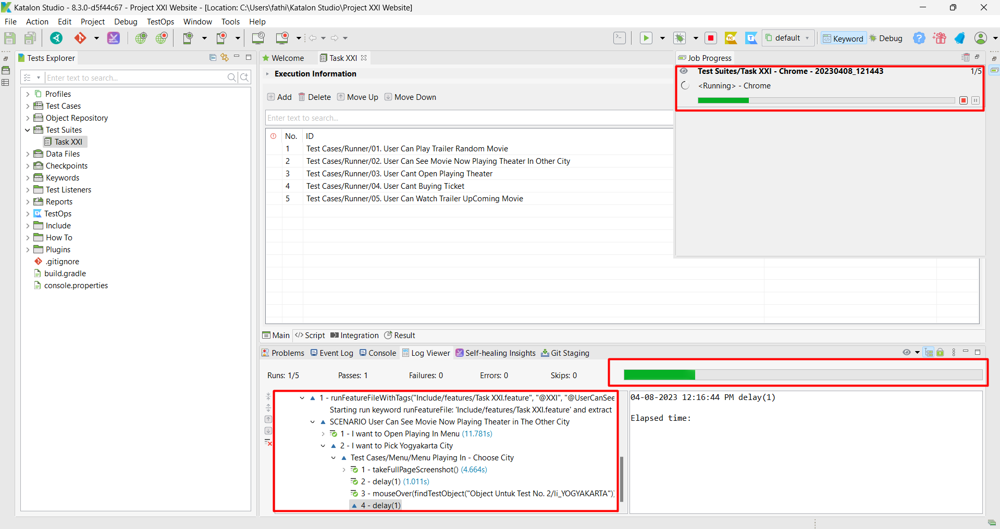 Katalon Studio - 8.3.0-d5f44c67 - Project XXI Website - [Location: C:\Users\fathi\Katalon Studio\Project XXI Website]
File Action Edit Project Debug TestOps Window Tools Help
default Keyword Debug
Tests Explorer
Enter text to search...
Profiles
Test Cases
Object Repository
Test Suites
Task XXI
Data Files
Checkpoints
Keywords
Test Listeners
Reports
TestOps
Include
How To
Plugins
.gitignore
build.gradle
console.properties
Welcome Task XXI
Execution Information
Add Delete Move Up Move Down
Enter text to search...
No. ID
1 Test Cases/Runner/01. User Can Play Trailer Random Movie
2 Test Cases/Runner/02. User Can See Movie Now Playing Theater In Other City
3 Test Cases/Runner/03. User Cant Open Playing Theater
4 Test Cases/Runner/04. User Cant Buying Ticket
5 Test Cases/Runner/05. User Can Watch Trailer UpComing Movie
Job Progress
Test Suites/Task XXI - Chrome - 20230408_121443 1/5
<Running> - Chrome
Main </> Script Integration Result
Problems Event Log Console Log Viewer Self-healing Insights Git Staging
Runs: 1/5 Passes: 1 Failures: 0 Errors: 0 Skips: 0
1 - runFeatureFileWithTags("Include/features/Task XXI.feature", "@XXI", "@UserCanSee
Starting run keyword runFeatureFile: 'Include/features/Task XXI.feature' and extract
SCENARIO User Can See Movie Now Playing Theater in The Other City
1 - I want to Open Playing In Menu (11.781s)
2 - I want to Pick Yogyakarta City
Test Cases/Menu/Menu Playing In - Choose City
1 - takeFullPageScreenshot() (4.664s)
2 - delay(1) (1.011s)
3 - mouseOver(findTestObject("Object Untuk Test No. 2/li_YOGYAKARTA"))
4 - delay(1)
04-08-2023 12:16:44 PM delay(1)
Elapsed time: